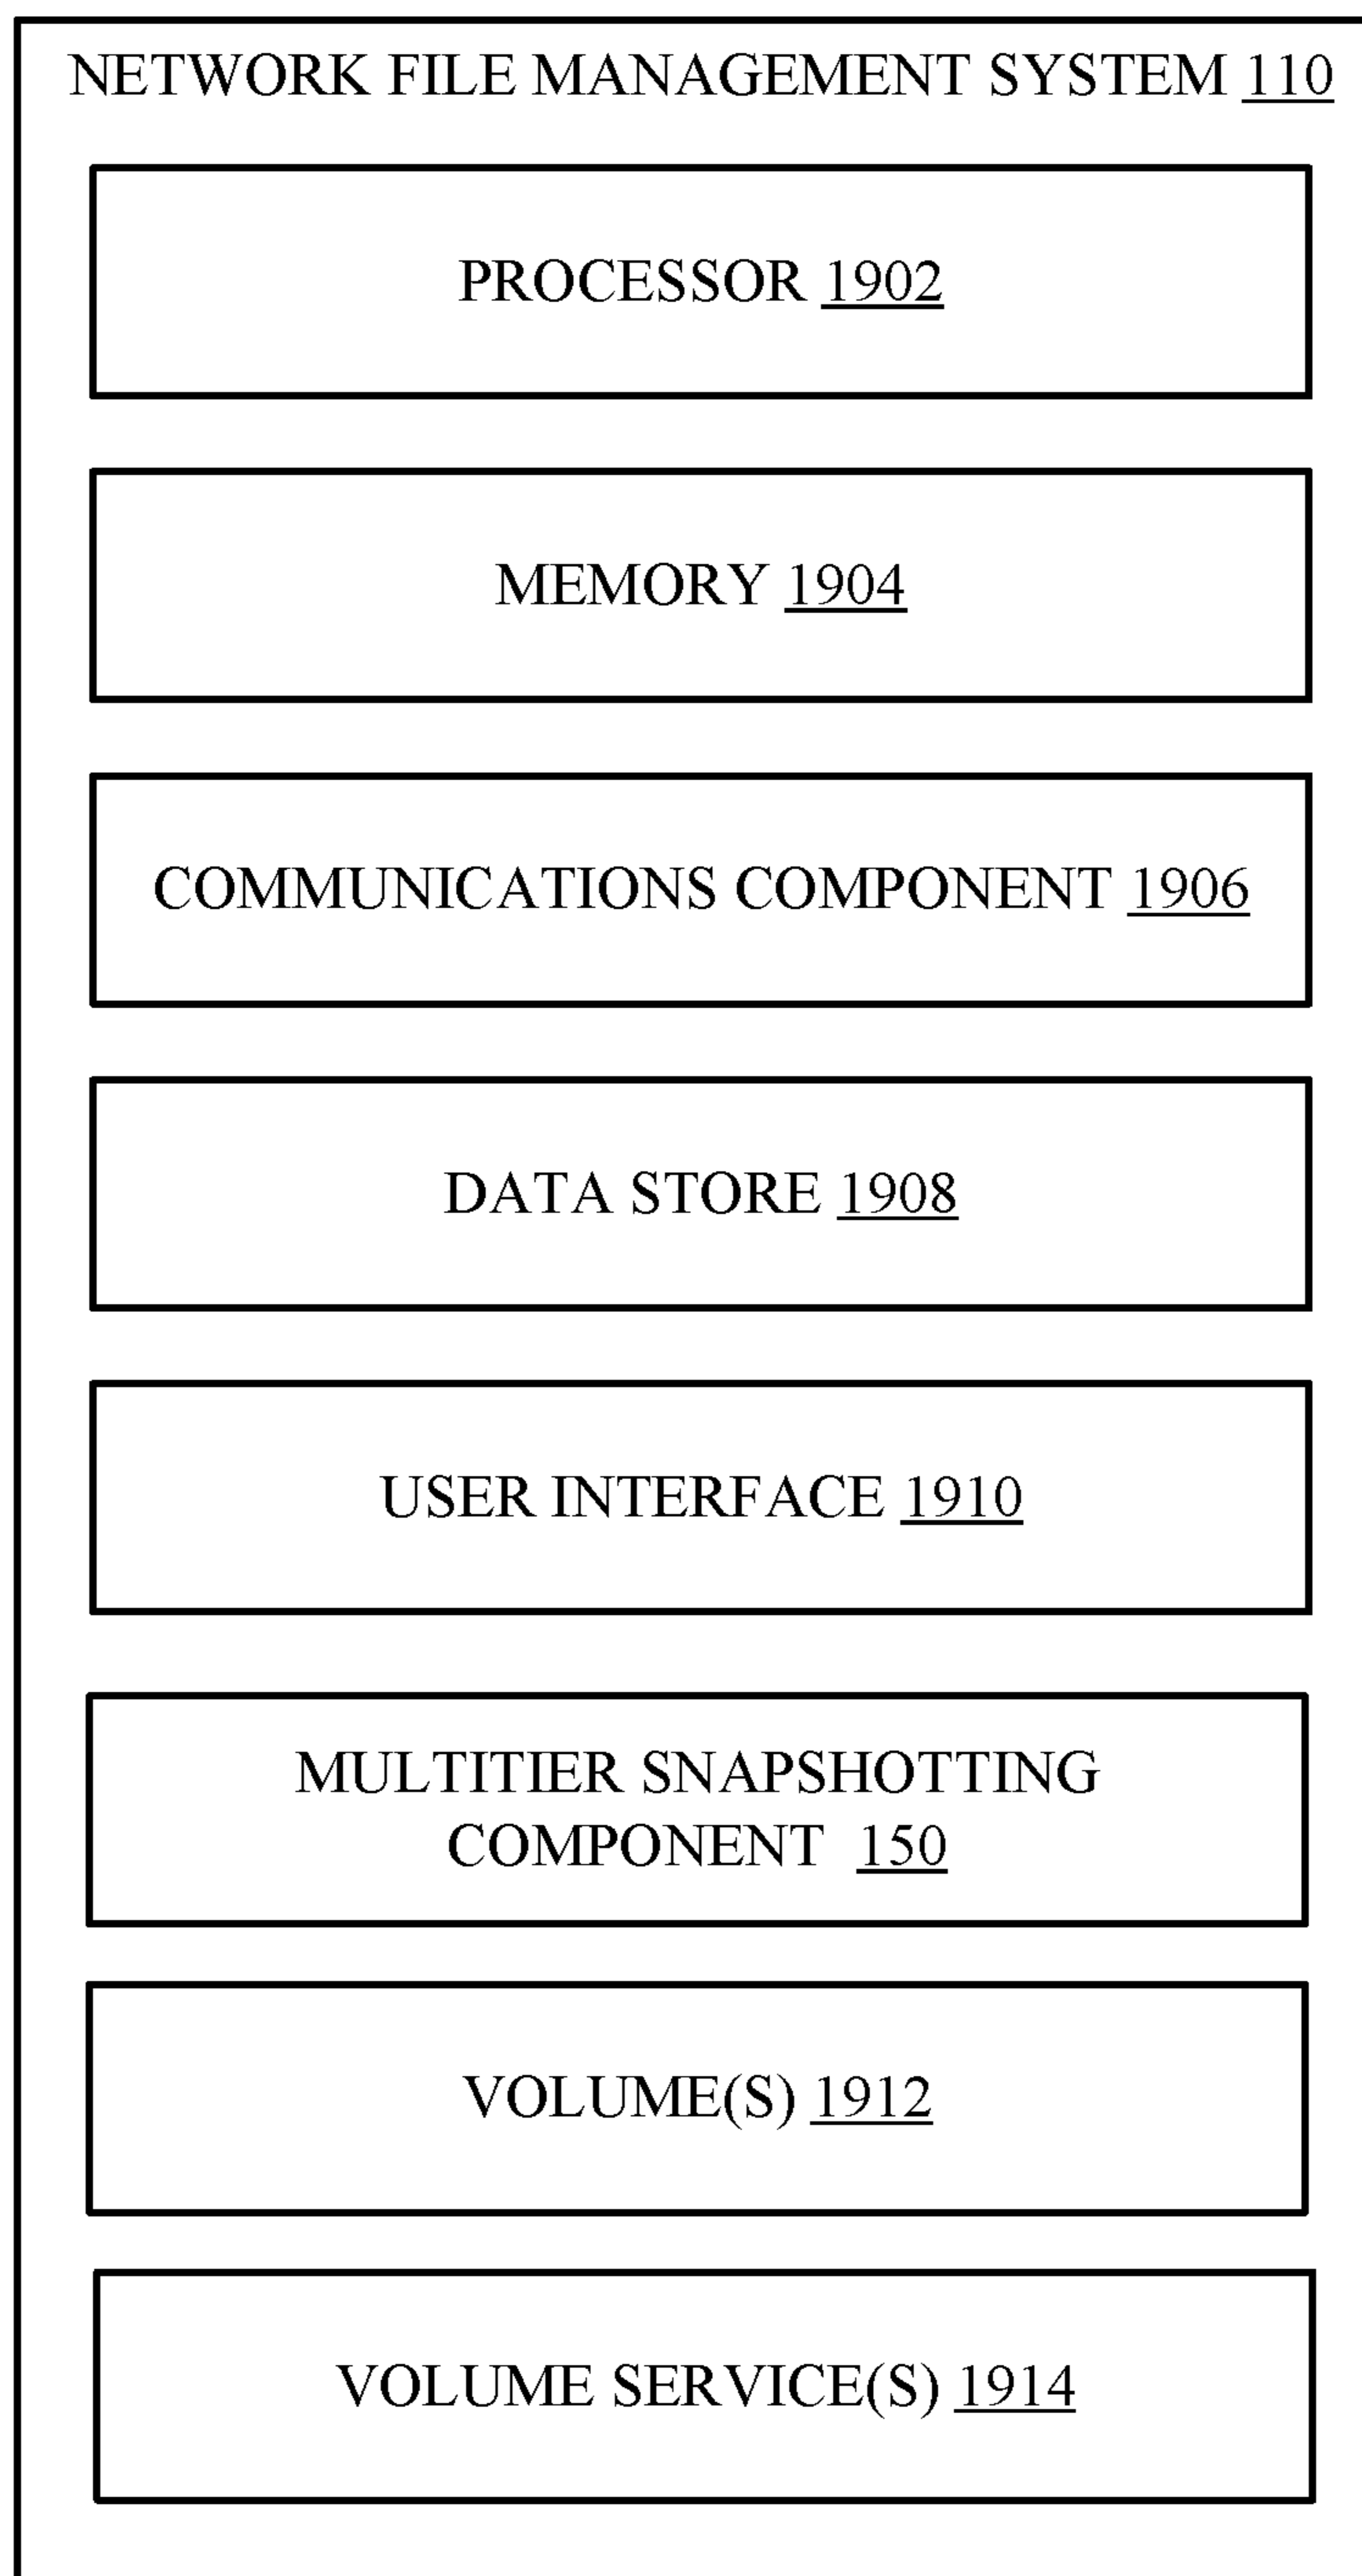 NETWORK FILE MANAGEMENT SYSTEM 110
PROCESSOR 1902
MEMORY 1904
COMMUNICATIONS COMPONENT 1906
DATA STORE 1908
USER INTERFACE 1910
MULTITIER SNAPSHOTTING
COMPONENT 150
VOLUME(S) 1912
VOLUME SERVICE(S) 1914